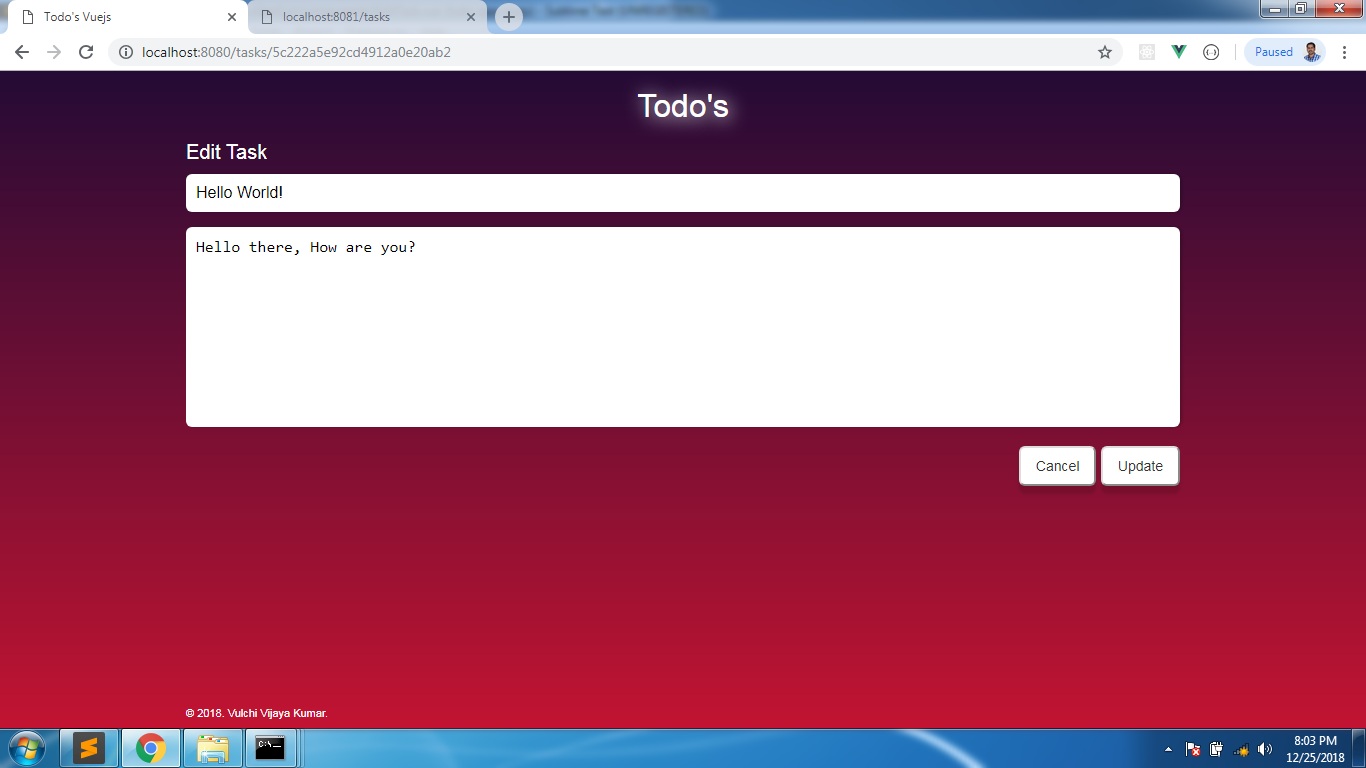 Todo's Vuejs
localhost:8081/tasks
localhost:8080/tasks/5c222a5e92cd4912a0e20ab2
Paused
Todo's
Edit Task
Hello World!
Hello there, How are you?
Cancel
Update
© 2018. Vulchi Vijaya Kumar.
C:\
8:03 PM
12/25/2018